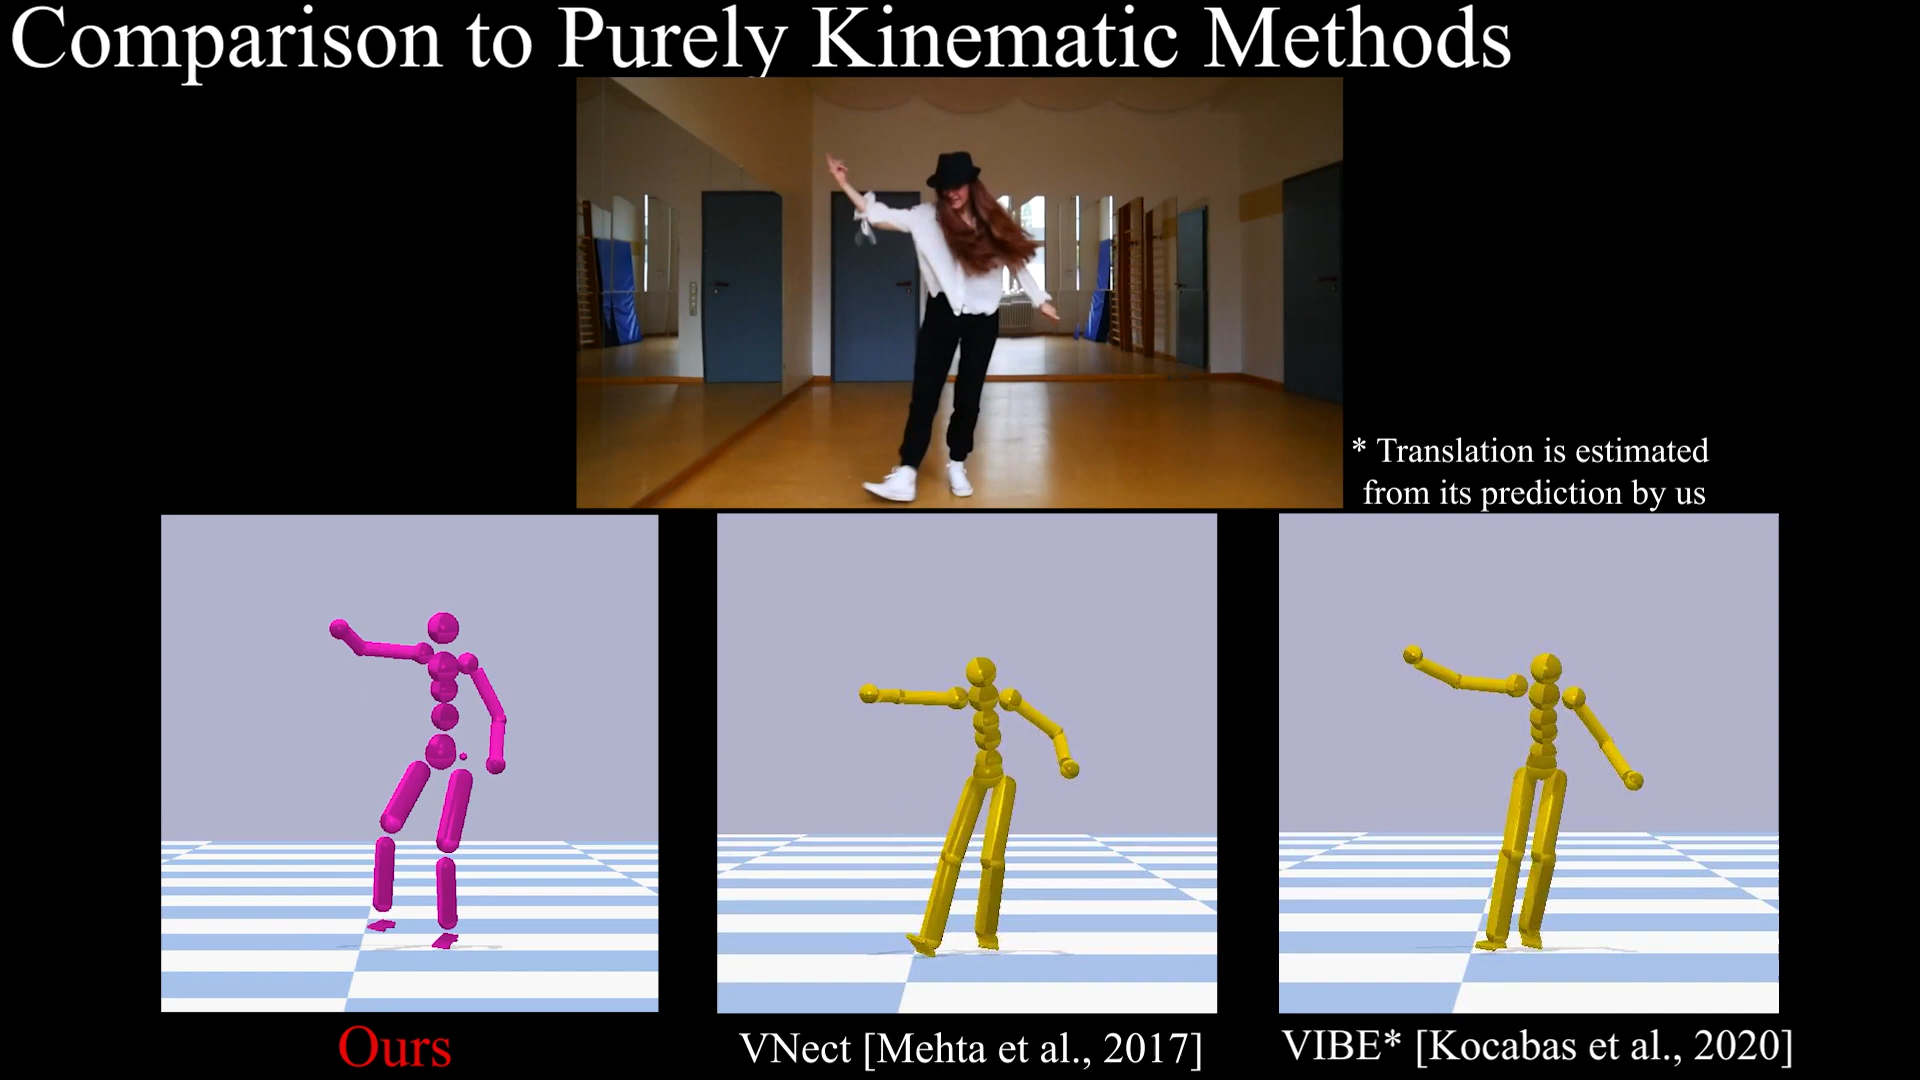 Comparison to Purely Kinematic Methods
* Translation is estimated
from its prediction by us
Ours
VNect [Mehta et al., 2017]
VIBE* [Kocabas et al., 2020]